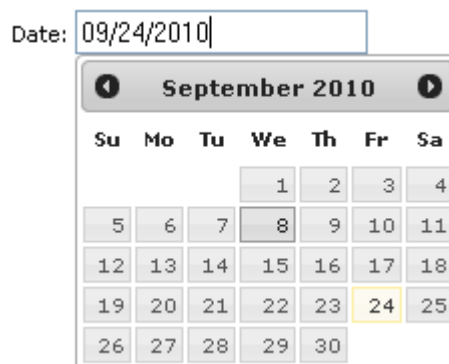 Date: 09/24/2010
September 2010
Su Mo Tu We Th Fr Sa
1 2 3 4
5 6 7 8 9 10 11
12 13 14 15 16 17 18
19 20 21 22 23 24 25
26 27 28 29 30